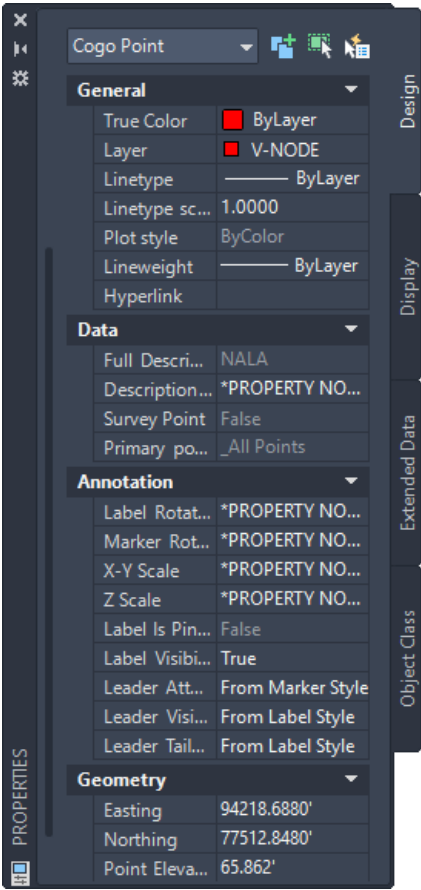 Cogo Point
General
True Color ByLayer
Layer V-NODE
Linetype ByLayer
Linetype sc... 1.0000
Plot style ByColor
Lineweight ByLayer
Hyperlink
Data
Full Descri... NALA
Description... *PROPERTY NO...
Survey Point False
Primary po... _All Points
Annotation
Label Rotat... *PROPERTY NO...
Marker Rot... *PROPERTY NO...
X-Y Scale *PROPERTY NO...
Z Scale *PROPERTY NO...
Label Is Pin... False
Label Visibi... True
Leader Att... From Marker Style
Leader Visi... From Label Style
Leader Tail... From Label Style
Geometry
Easting 94218.6880'
Northing 77512.8480'
Point Eleva... 65.862'
Design
Display
Extended Data
Object Class
PROPERTIES